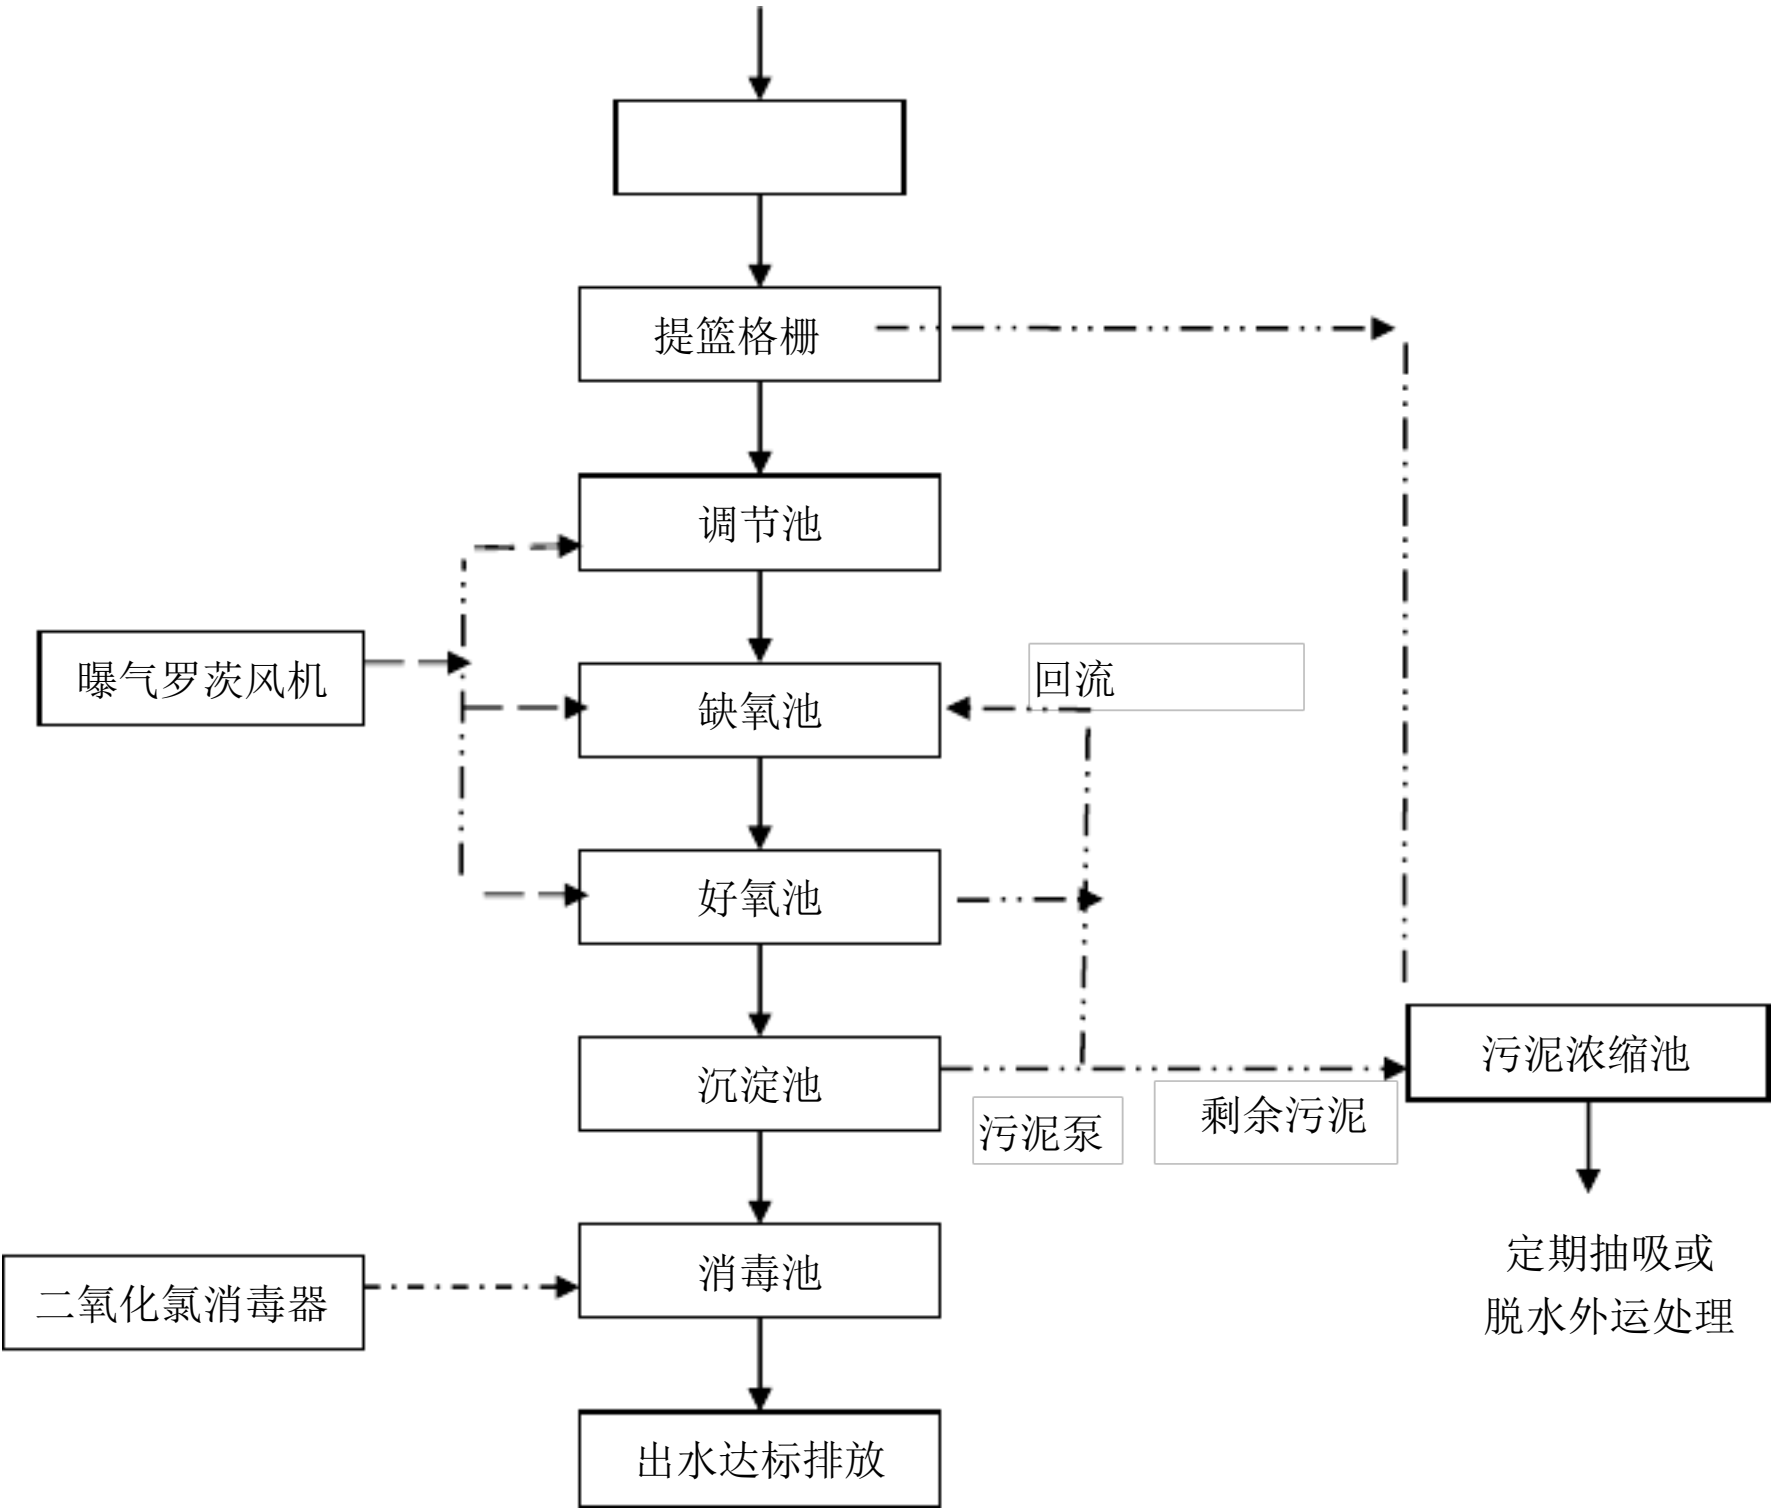 提篮格栅
调节池
曝气罗茨风机
回流
缺氧池
好氧池
沉淀池
污泥浓缩池
污泥泵
剩余污泥
二氧化氯消毒器
消毒池
定期抽吸或
脱水外运处理
出水达标排放